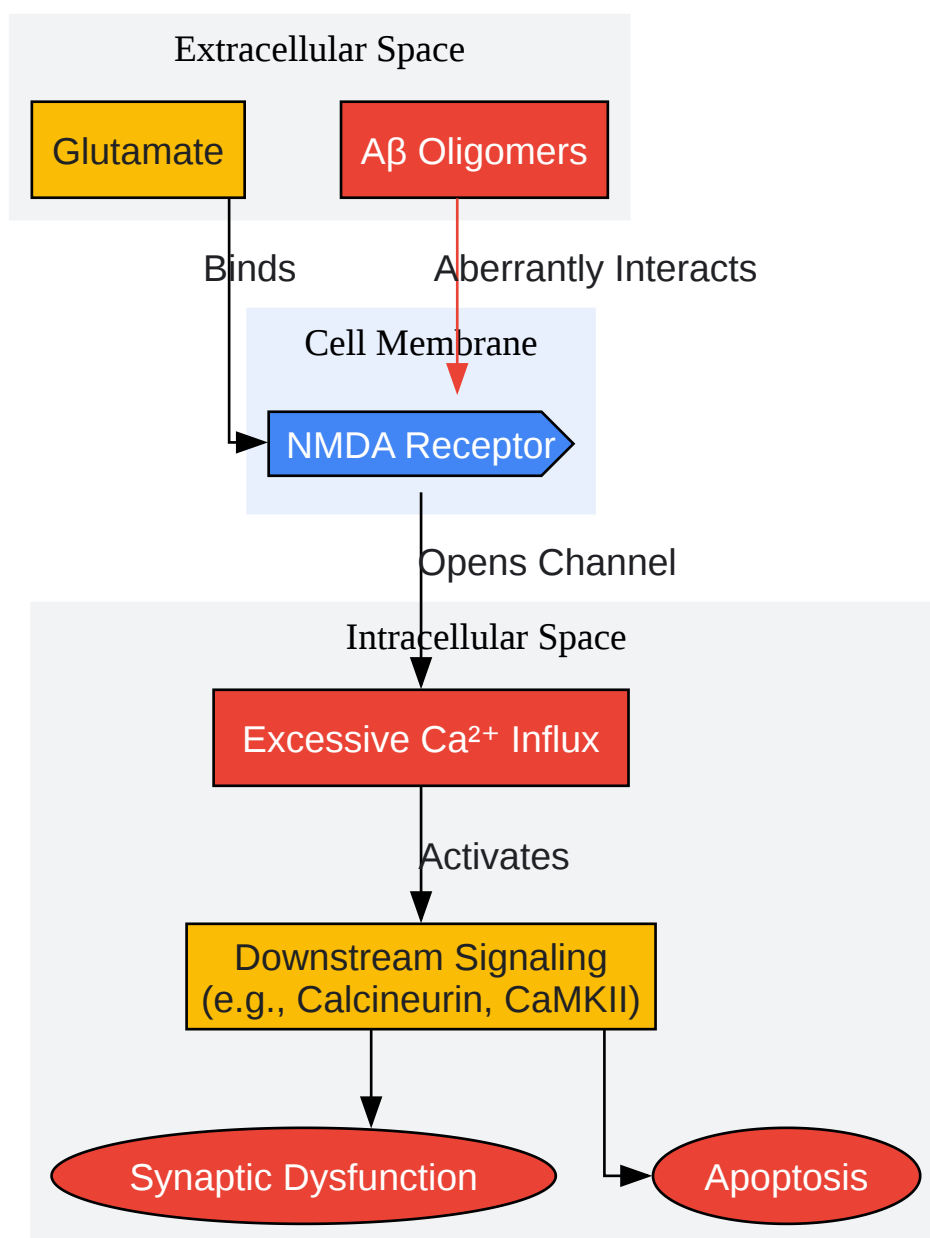 Extracellular Space
Glutamate
Aβ Oligomers
Binds
Aberrantly Interacts
Cell Membrane
NMDA Receptor
Opens Channel
Intracellular Space
Excessive Ca²⁺ Influx
Activates
Downstream Signaling
(e.g., Calcineurin, CaMKII)
Synaptic Dysfunction
Apoptosis